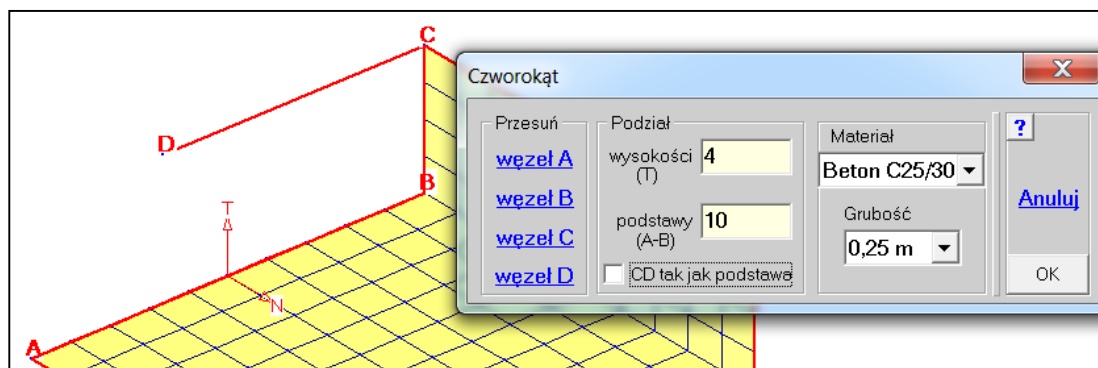 C
D
B
T
N
A
Czworokąt
X
Przesuń
węzeł A
węzeł B
węzeł C
węzeł D
Podział
wysokości
(T)
4
podstawy
(A-B)
10
CD tak jak podstawa
Materiał
Beton C25/30
Grubość
0,25 m
?
Anuluj
OK